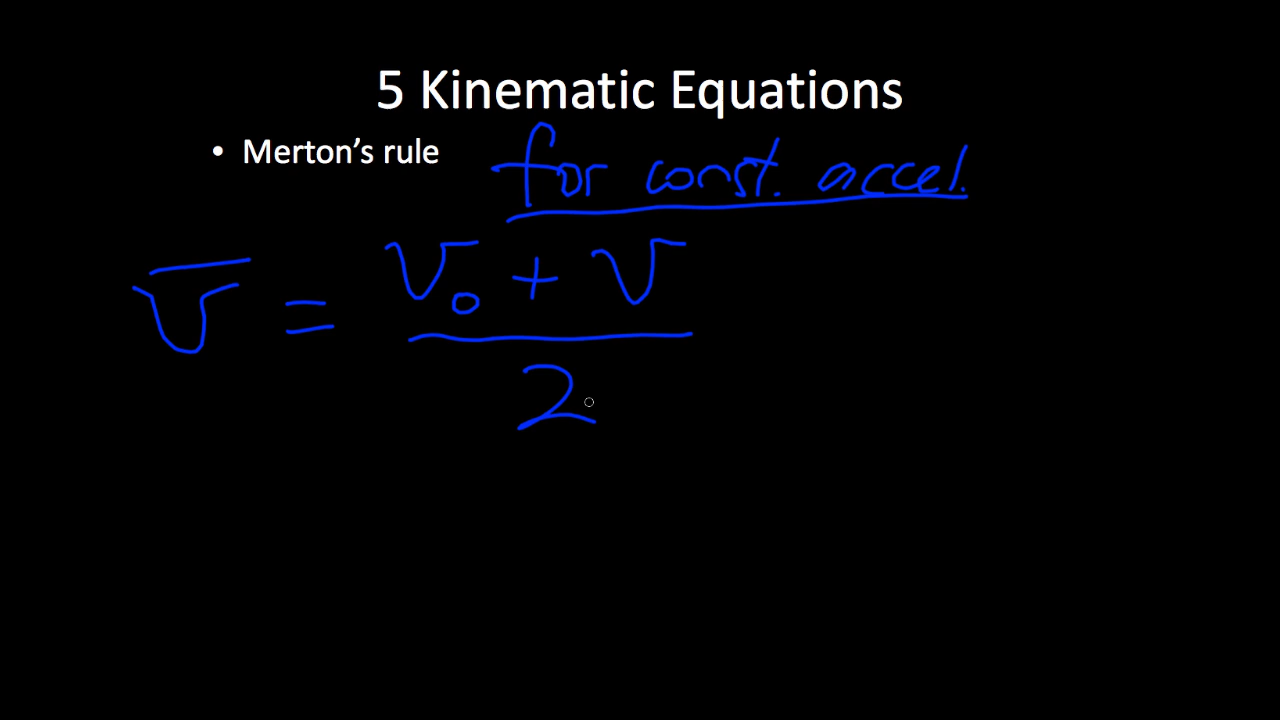 5 Kinematic Equations
• Merton's rule for const. accel.
v̅ = (v₀ + v) / 2